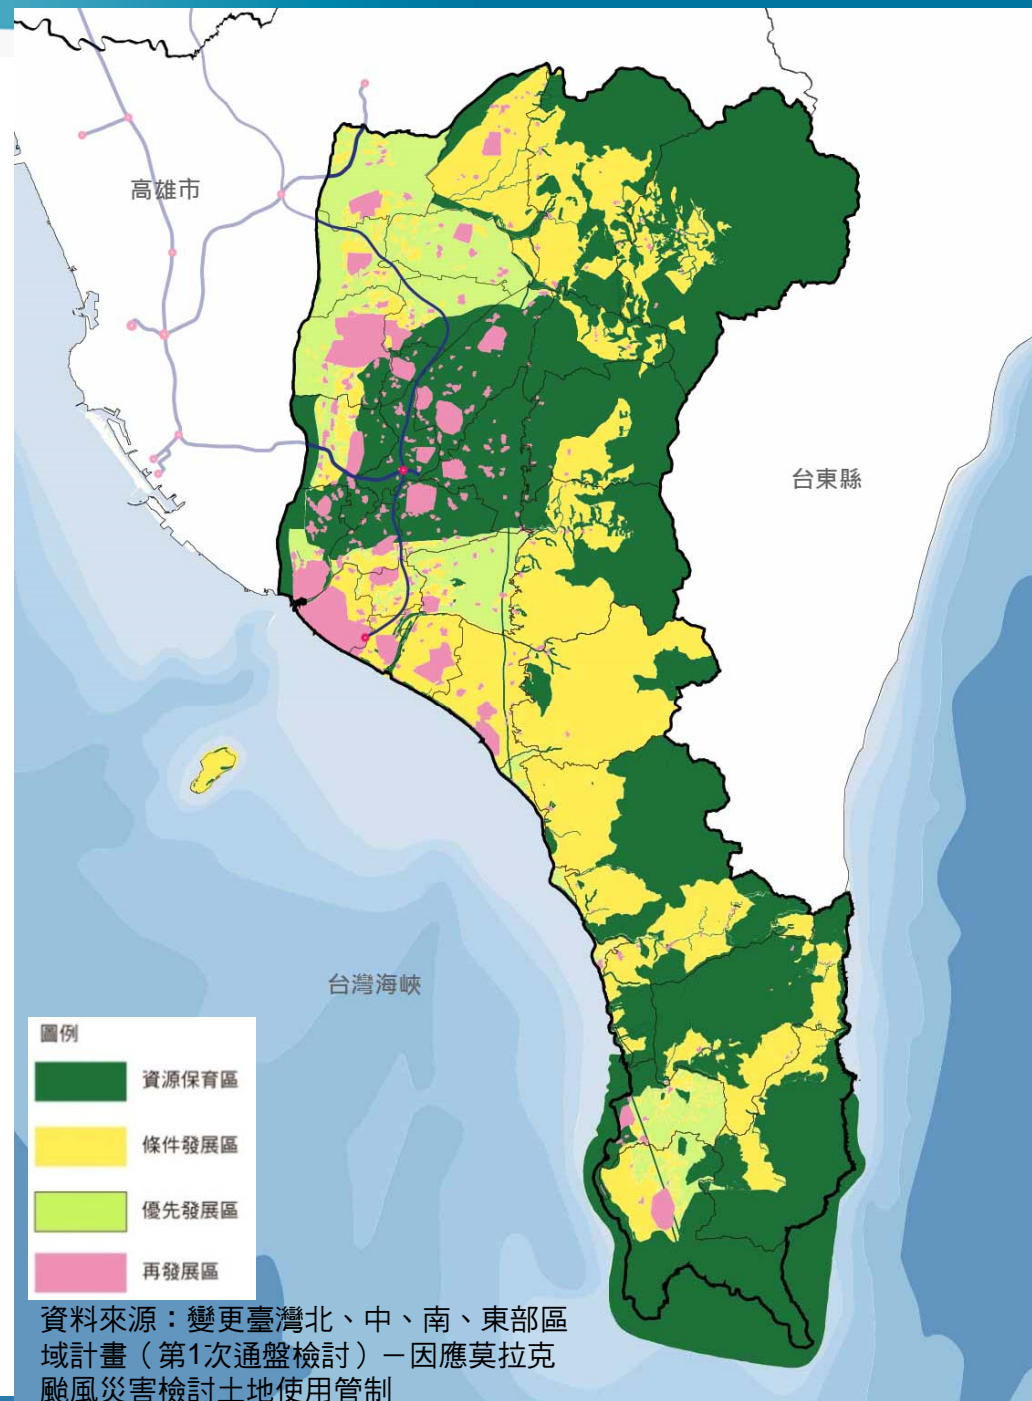 高雄市
台東縣
台灣海峽
圖例
資源保育區
條件發展區
優先發展區
再發展區
資料來源：變更臺灣北、中、南、東部區
域計畫（第1次通盤檢討）－因應莫拉克
颱風災害檢討土地使用管制